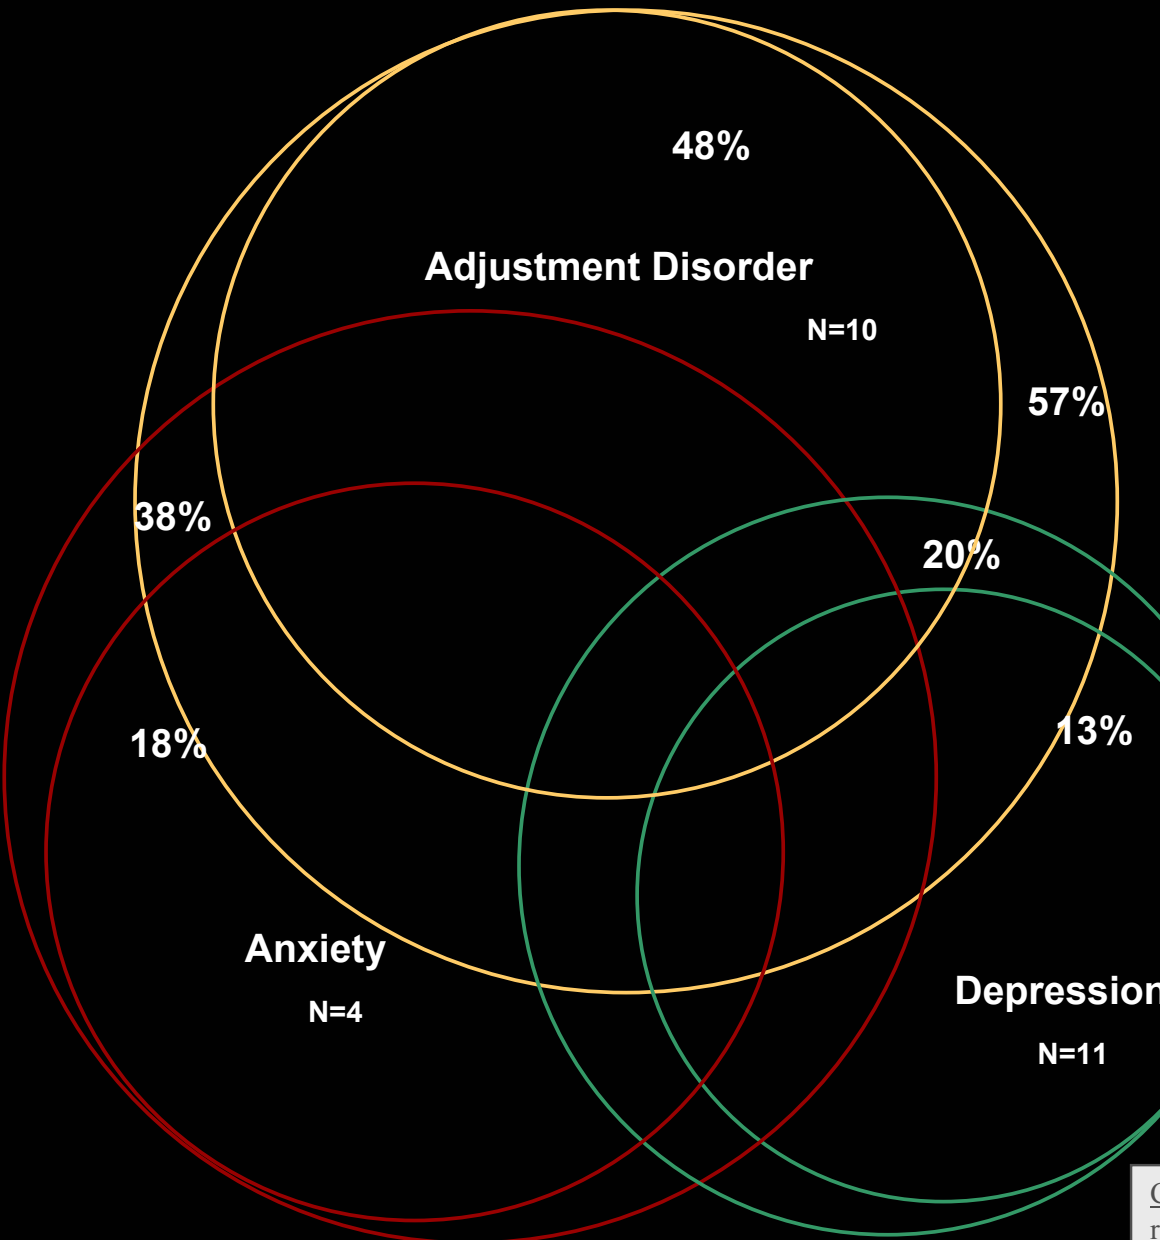 48%
Adjustment Disorder
N=10
57%
38%
20%
13%
18%
Anxiety
N=4
Depression
N=11